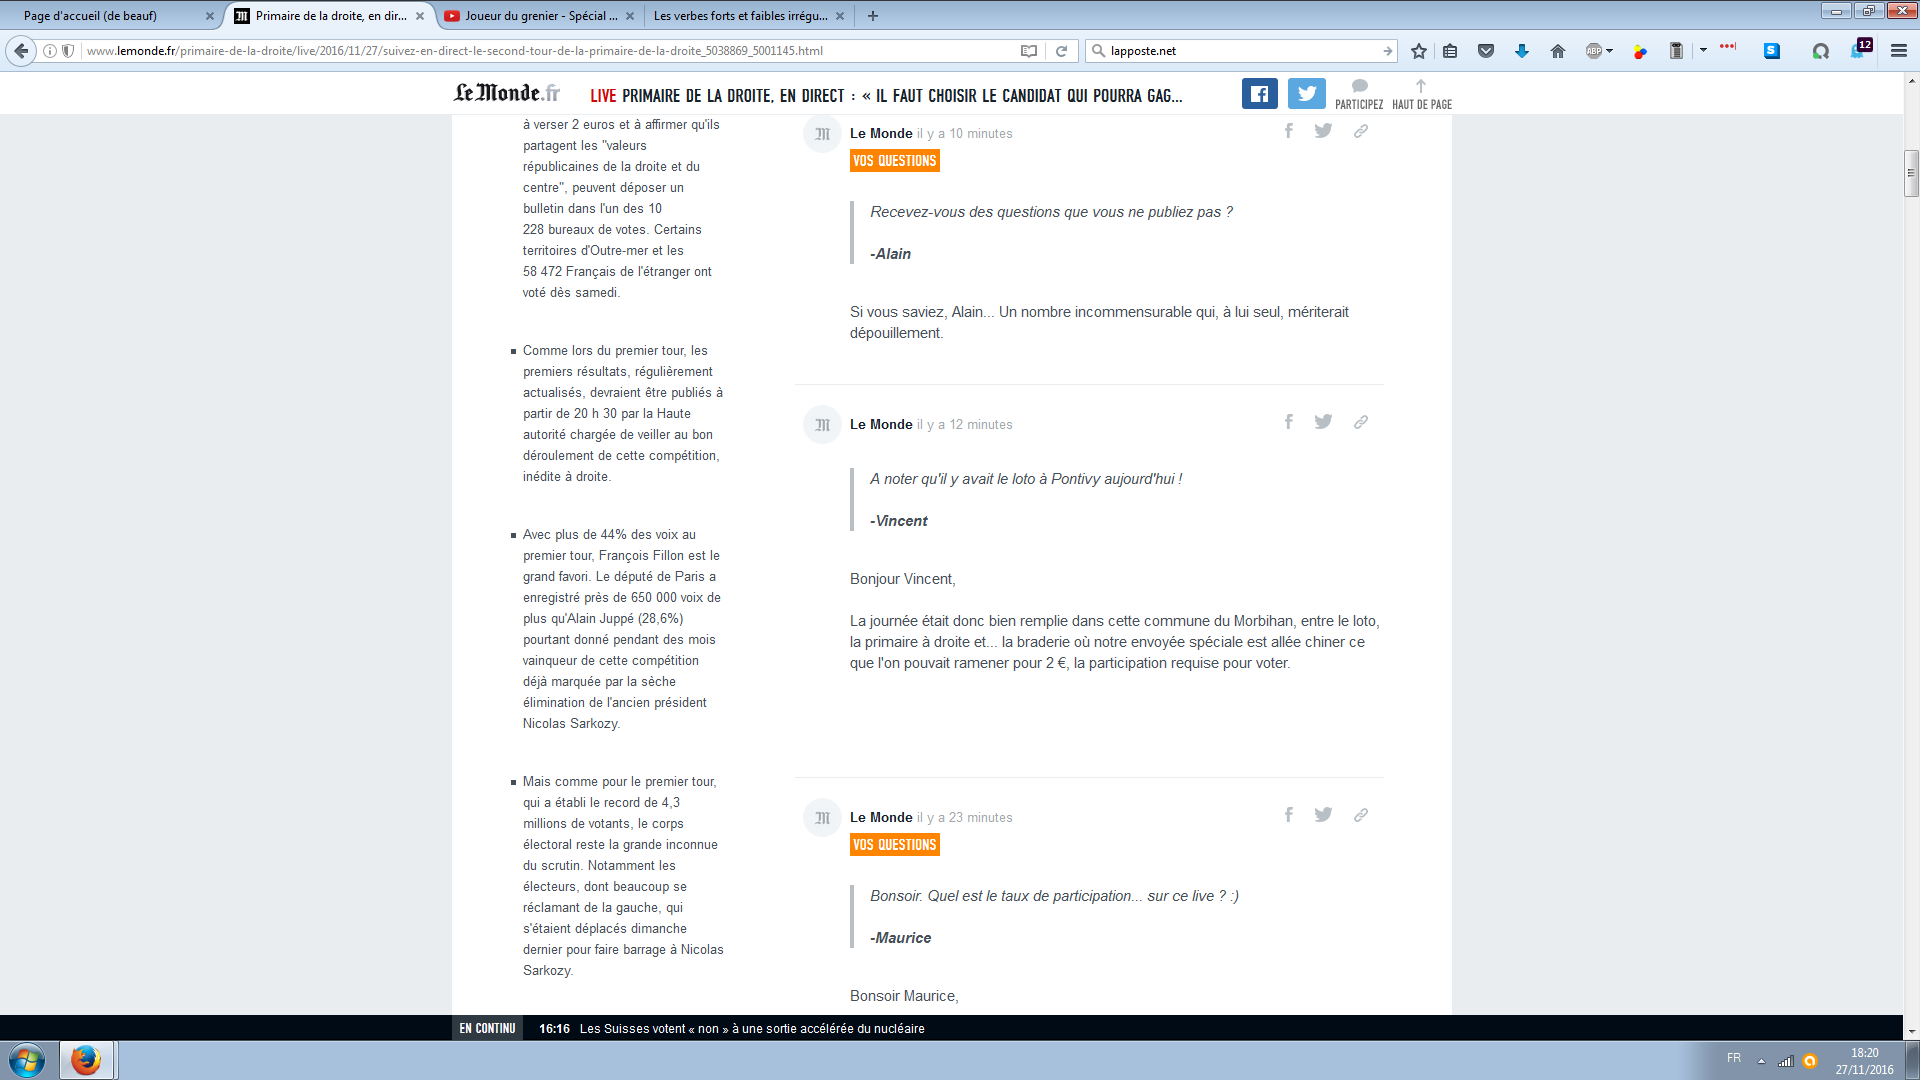 Page d'accueil (de beauf)
Primaire de la droite, en dir...
Joueur du grenier - Spécial ...
Les verbes forts et faibles irrégu...
www.lemonde.fr/primaire-de-la-droite/live/2016/11/27/suivez-en-direct-le-second-tour-de-la-primaire-de-la-droite_5038869_5001145.html
lapposte.net
ABP
12
Le Monde.fr
LIVE PRIMAIRE DE LA DROITE, EN DIRECT : « IL FAUT CHOISIR LE CANDIDAT QUI POURRA GAG...
PARTICIPEZ
HAUT DE PAGE
à verser 2 euros et à affirmer qu'ils
partagent les "valeurs
républicaines de la droite et du
centre", peuvent déposer un
bulletin dans l'un des 10
228 bureaux de votes. Certains
territoires d'Outre-mer et les
58 472 Français de l'étranger ont
voté dès samedi.
Comme lors du premier tour, les
premiers résultats, régulièrement
actualisés, devraient être publiés à
partir de 20 h 30 par la Haute
autorité chargée de veiller au bon
déroulement de cette compétition,
inédite à droite.
Avec plus de 44% des voix au
premier tour, François Fillon est le
grand favori. Le député de Paris a
enregistré près de 650 000 voix de
plus qu'Alain Juppé (28,6%)
pourtant donné pendant des mois
vainqueur de cette compétition
déjà marquée par la sèche
élimination de l'ancien président
Nicolas Sarkozy.
Mais comme pour le premier tour,
qui a établi le record de 4,3
millions de votants, le corps
électoral reste la grande inconnue
du scrutin. Notamment les
électeurs, dont beaucoup se
réclamant de la gauche, qui
s'étaient déplacés dimanche
dernier pour faire barrage à Nicolas
Sarkozy.
Le Monde il y a 10 minutes
VOS QUESTIONS
Recevez-vous des questions que vous ne publiez pas ?
-Alain
Si vous saviez, Alain... Un nombre incommensurable qui, à lui seul, mériterait
dépouillement.
Le Monde il y a 12 minutes
A noter qu'il y avait le loto à Pontivy aujourd'hui !
-Vincent
Bonjour Vincent,
La journée était donc bien remplie dans cette commune du Morbihan, entre le loto,
la primaire à droite et... la braderie où notre envoyée spéciale est allée chiner ce
que l'on pouvait ramener pour 2 €, la participation requise pour voter.
Le Monde il y a 23 minutes
VOS QUESTIONS
Bonsoir. Quel est le taux de participation... sur ce live ? :)
-Maurice
Bonsoir Maurice,
EN CONTINU
16:16 Les Suisses votent « non » à une sortie accélérée du nucléaire
FR
18:20
27/11/2016